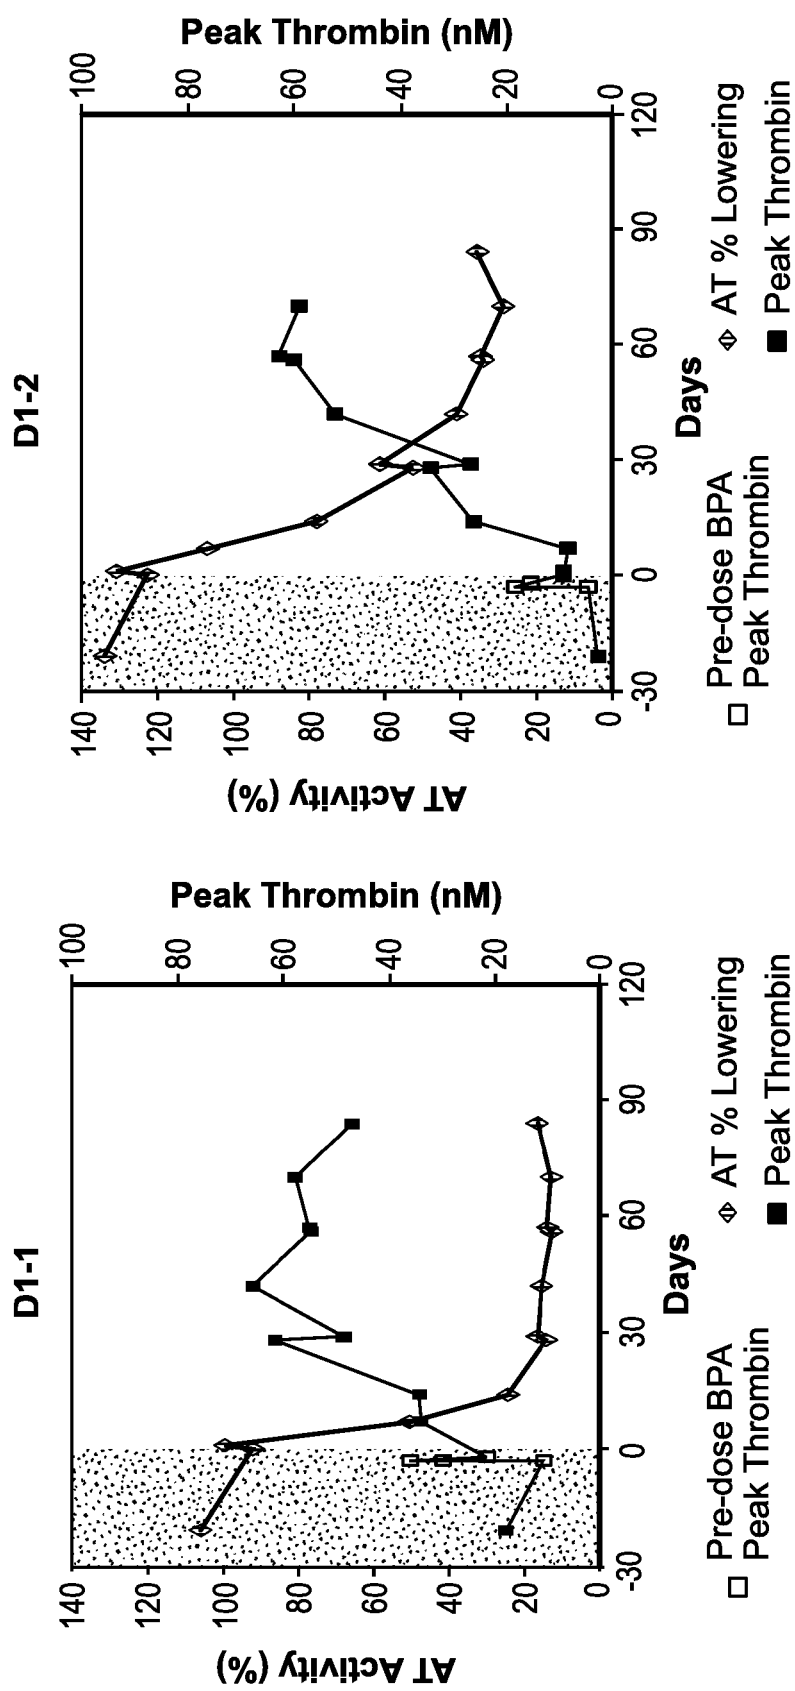 D1-1
AT Activity (%)
140
120
100
80
60
40
20
0
Peak Thrombin (nM)
100
80
60
40
20
0
-30
0
30
60
90
120
Days
Pre-dose BPA
Peak Thrombin
AT % Lowering
Peak Thrombin
D1-2
AT Activity (%)
140
120
100
80
60
40
20
0
Peak Thrombin (nM)
100
80
60
40
20
0
-30
0
30
60
90
120
Days
Pre-dose BPA
Peak Thrombin
AT % Lowering
Peak Thrombin